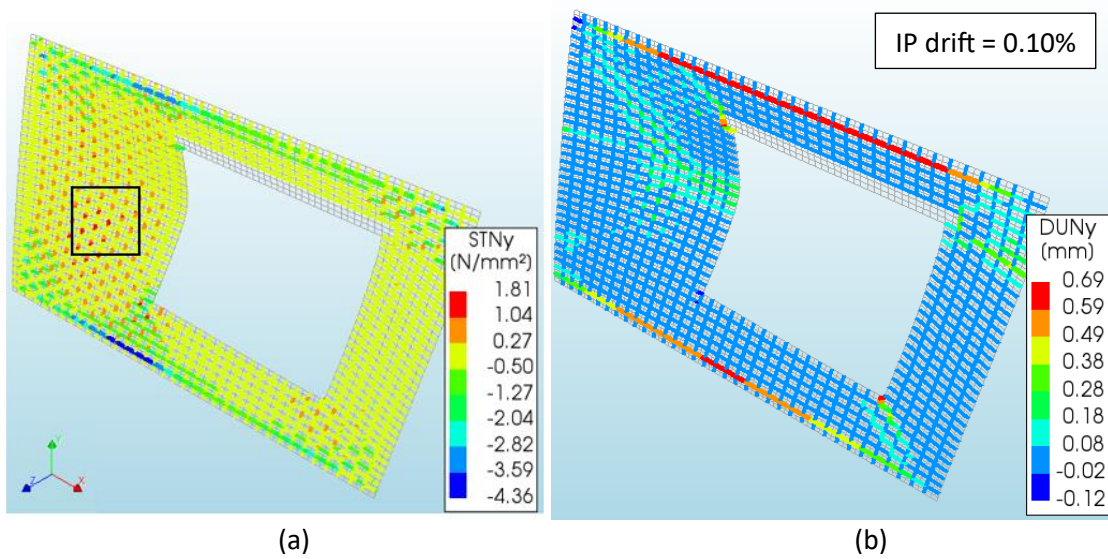 IP drift = 0.10%
STNy
(N/mm²)
1.81
1.04
0.27
-0.50
-1.27
-2.04
-2.82
-3.59
-4.36
DUNy
(mm)
0.69
0.59
0.49
0.38
0.28
0.18
0.08
-0.02
-0.12
Y
Z
X
(a)
(b)